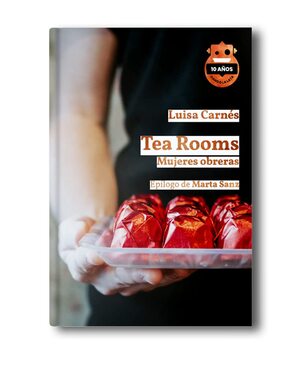 10 AÑOS
Luisa Carnés
Tea Rooms
Mujeres obreras
Epílogo de Marta Sanz